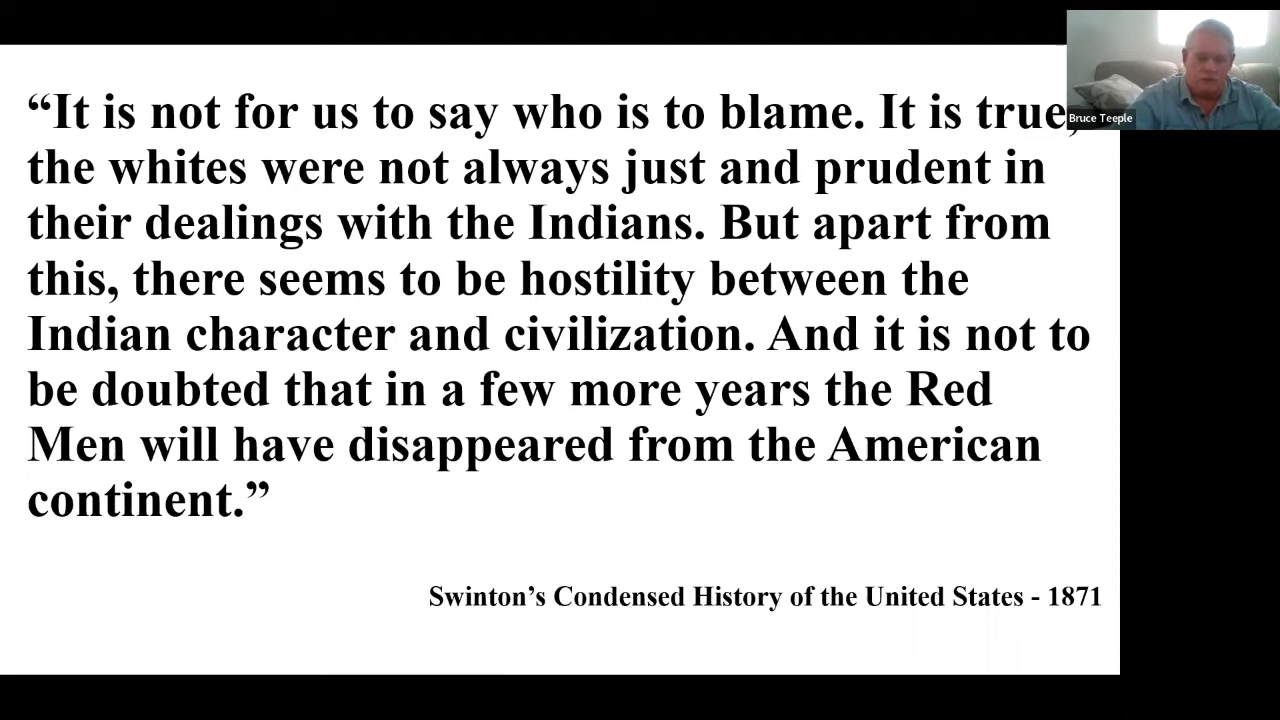 “It is not for us to say who is to blame. It is true,
the whites were not always just and prudent in
their dealings with the Indians. But apart from
this, there seems to be hostility between the
Indian character and civilization. And it is not to
be doubted that in a few more years the Red
Men will have disappeared from the American
continent.”
Swinton’s Condensed History of the United States - 1871
Bruce Teeple